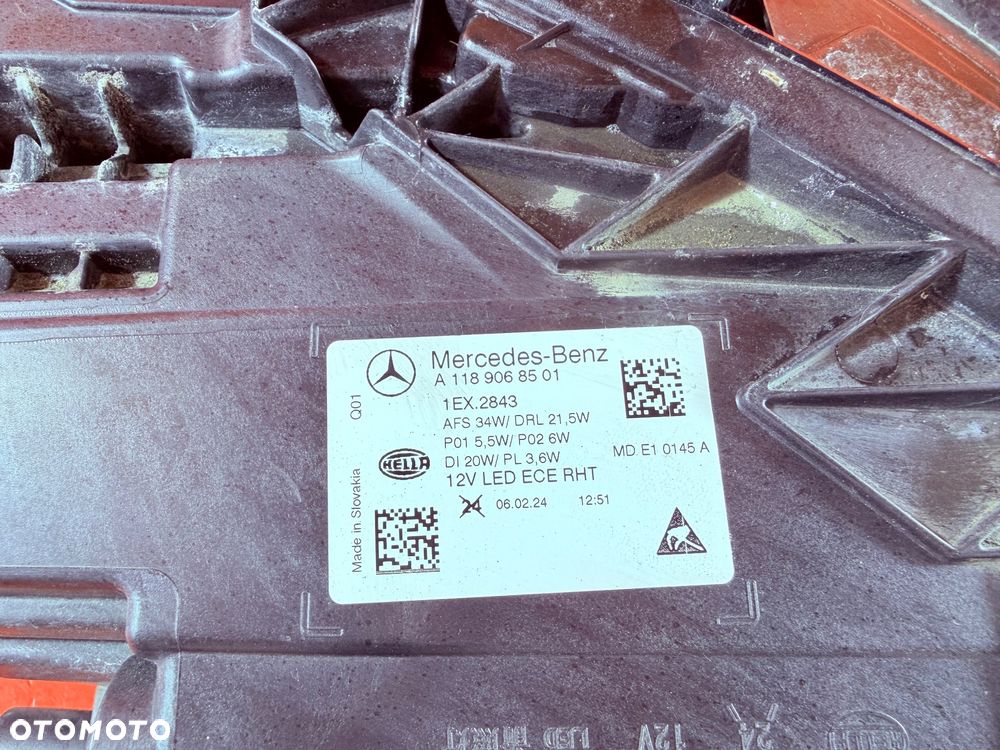 Mercedes-Benz
A 118 906 85 01
1EX.2843
AFS 34W/ DRL 21,5W
P01 5,5W/ P02 6W
DI 20W/ PL 3,6W
12V LED ECE RHT
MD E1 0145 A
HELLA
24 06.02.24 12:51
Q01
Made in Slovakia
12V 24
OTOMOTO